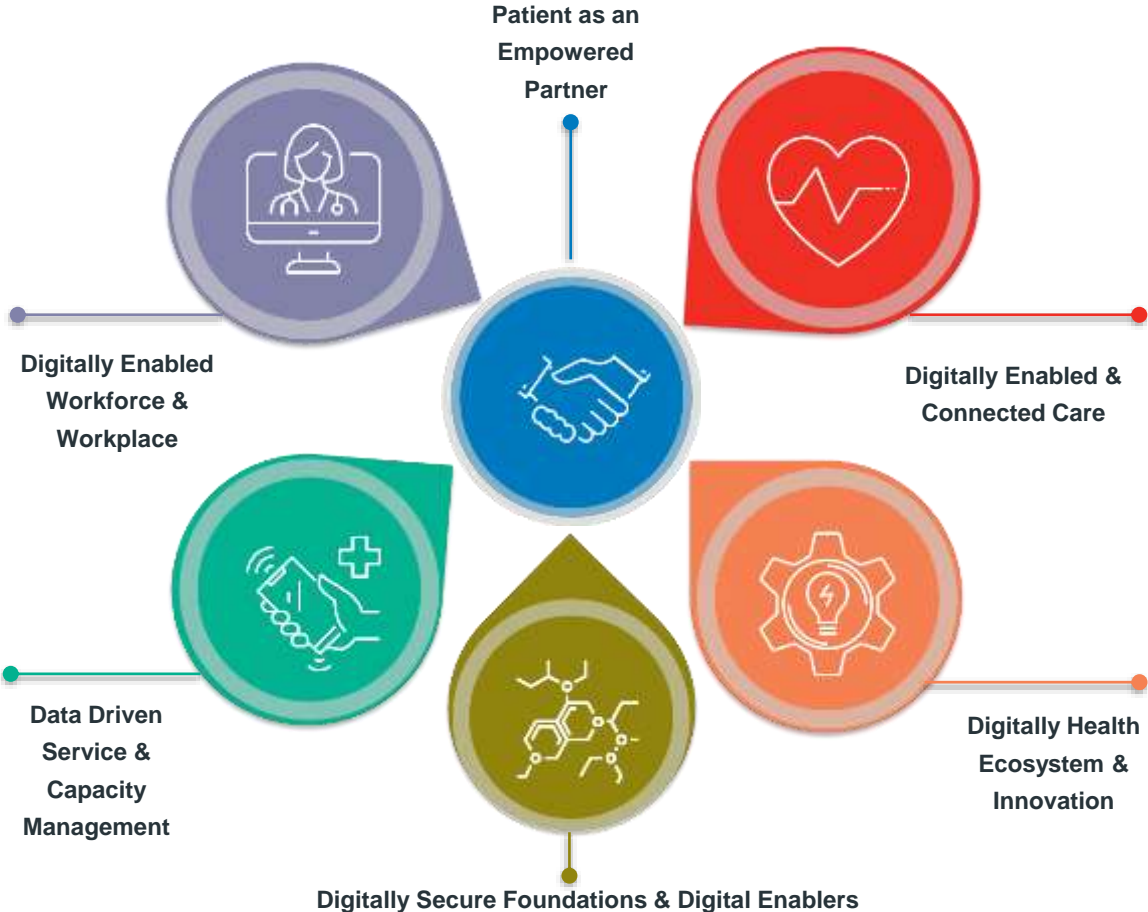 Patient as an
Empowered
Partner
Digitally Enabled
Workforce &
Workplace
Digitally Enabled &
Connected Care
Data Driven
Service &
Capacity
Management
Digitally Health
Ecosystem &
Innovation
Digitally Secure Foundations & Digital Enablers